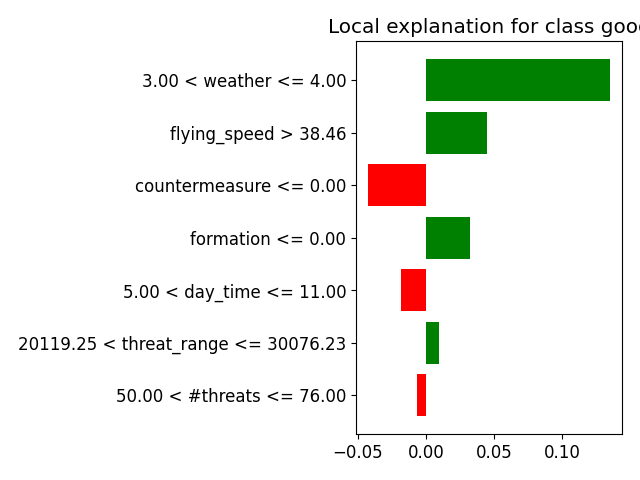 Local explanation for class goo
3.00 < weather <= 4.00
flying_speed > 38.46
countermeasure <= 0.00
formation <= 0.00
5.00 < day_time <= 11.00
20119.25 < threat_range <= 30076.23
50.00 < #threats <= 76.00
−0.05 0.00 0.05 0.10